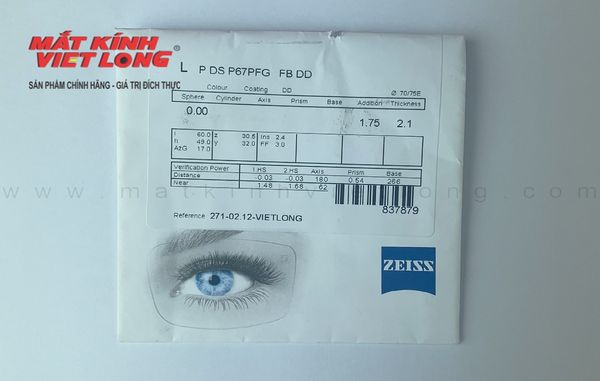 MẮT KÍNH
VIET LONG
SẢN PHẨM CHÍNH HÃNG - GIÁ TRỊ ĐÍCH THỰC
L P DS P67PFG FB DD
Colour Coating DD Ø 70/75E
Sphere Cylinder Axis Prism Base Addition Thickness
0.00 1.75 2.1
l 60.0 z 30.5 Ins 2.4
h 49.0 y 32.0 FF 3.0
AzG 17.0
Verification Power 1.HS 2.HS Axis Prism Base
Distance -0.03 -0.03 180 0.54 266
Near 1.48 1.68 62
www.matkinhvietlong.com
837879
Reference 271-02.12-VIETLONG
ZEISS